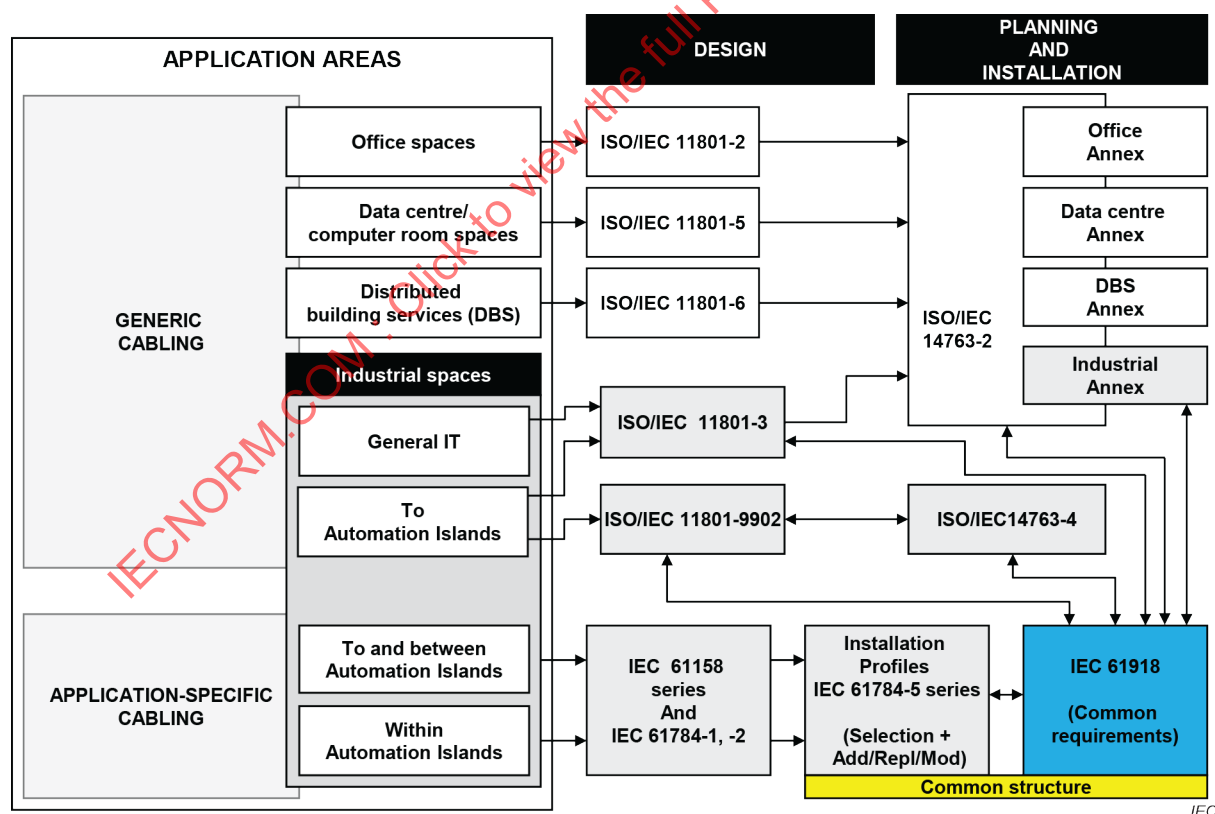 APPLICATION AREAS
DESIGN
PLANNING
AND
INSTALLATION
GENERIC
CABLING
Office spaces
ISO/IEC 11801-2
Office
Annex
Data centre/
computer room spaces
ISO/IEC 11801-5
Data centre
Annex
Distributed
building services (DBS)
ISO/IEC 11801-6
DBS
Annex
ISO/IEC
14763-2
Industrial
Annex
Industrial spaces
General IT
ISO/IEC 11801-3
To
Automation Islands
ISO/IEC 11801-9902
ISO/IEC14763-4
APPLICATION-SPECIFIC
CABLING
To and between
Automation Islands
Within
Automation Islands
IEC 61158
series
And
IEC 61784-1, -2
Installation
Profiles
IEC 61784-5 series
(Selection +
Add/Repl/Mod)
IEC 61918
(Common
requirements)
Common structure
IEC
IECNORM.COM : Click to view the full